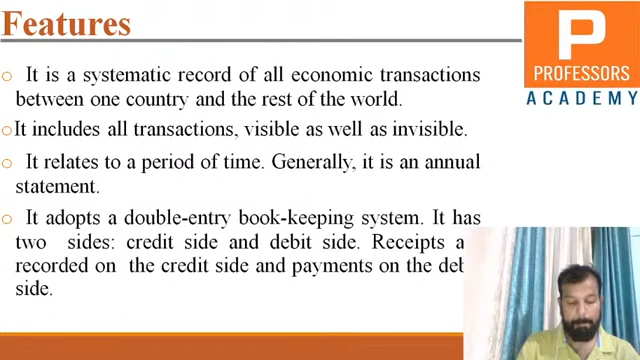 Features
P
PROFESSORS
ACADEMY
o It is a systematic record of all economic transactions
between one country and the rest of the world.
o It includes all transactions, visible as well as invisible.
o It relates to a period of time. Generally, it is an annual
statement.
o It adopts a double-entry book-keeping system. It has
two sides: credit side and debit side. Receipts
recorded on the credit side and payments on the
side.